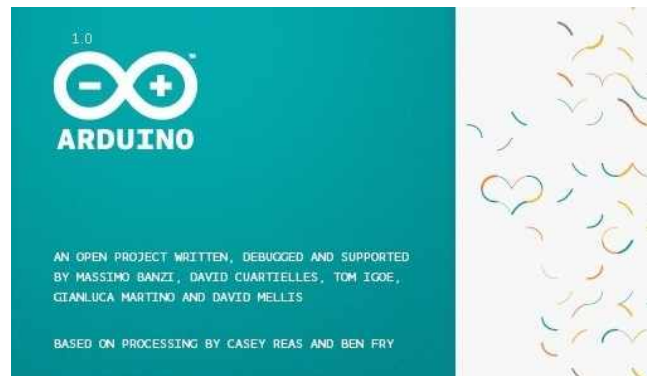 1.0
ARDUINO
AN OPEN PROJECT WRITTEN, DEBUGGED AND SUPPORTED
BY MASSIMO BANZI, DAVID CUARTIELLES, TOM IGOE,
GIANLUCA MARTINO AND DAVID MELLIS
BASED ON PROCESSING BY CASEY REAS AND BEN FRY